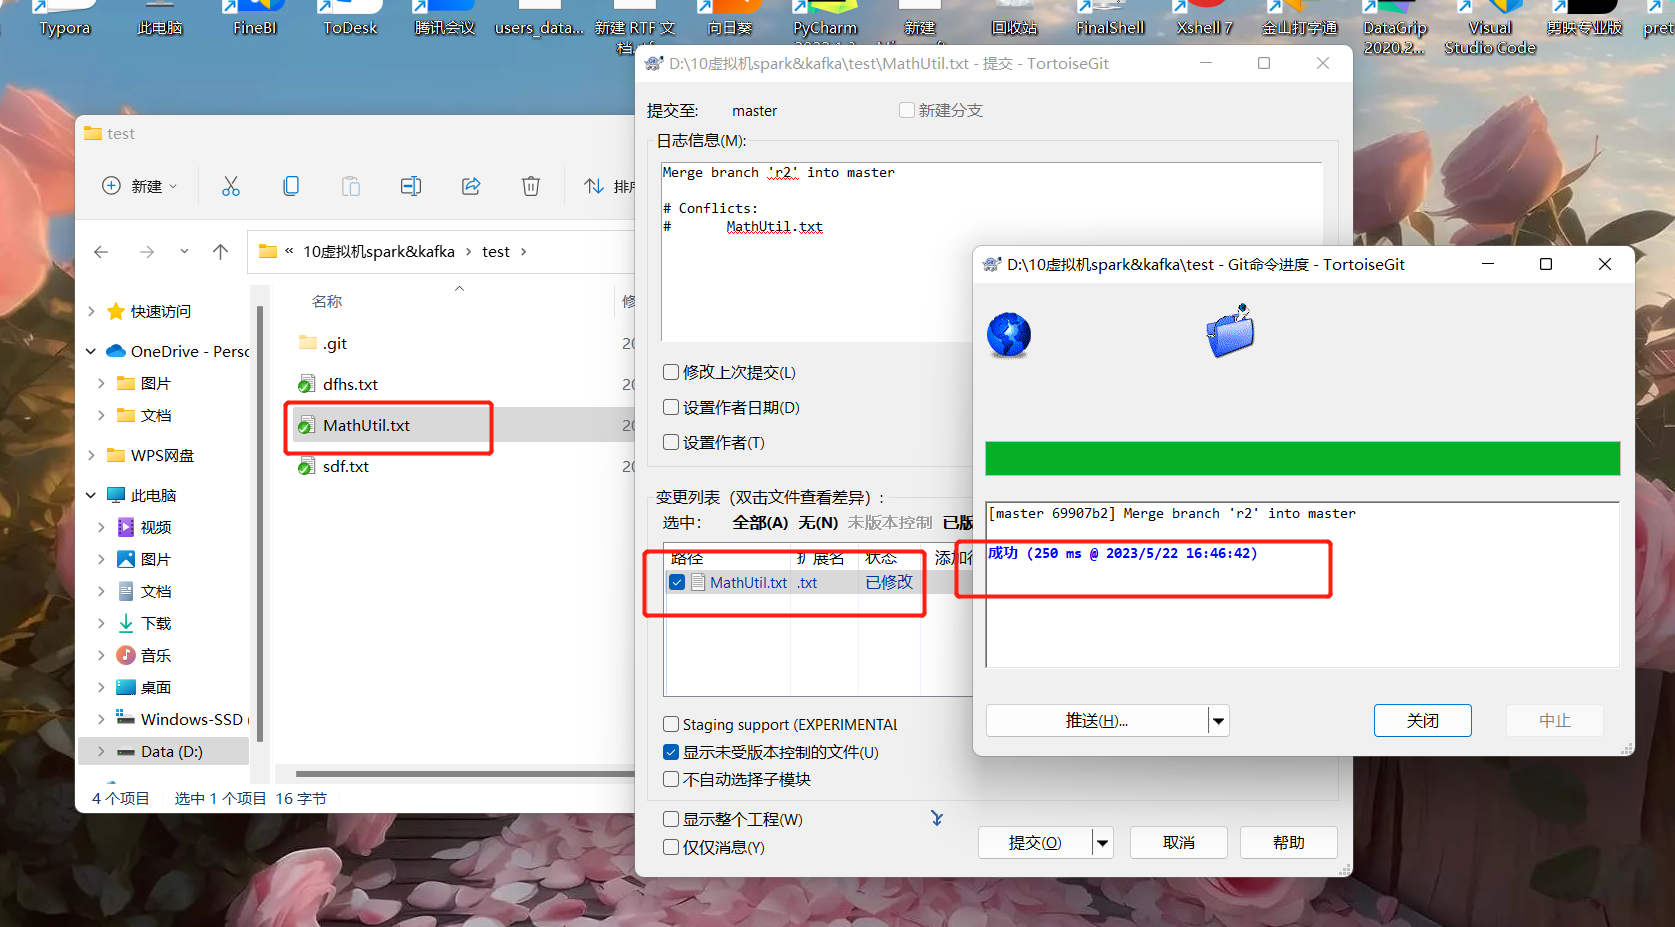 Typora
此电脑
FineBI
ToDesk
腾讯会议
users_data...
新建 RTF 文
向日葵
PyCharm
新建
回收站
FinalShell
Xshell 7
金山打字通
DataGrip
2020.2...
Visual
Studio Code
剪映专业版
pret
test
新建
排序
« 10虚拟机spark&kafka › test ›
名称
修
快速访问
OneDrive - Persc
图片
文档
WPS网盘
此电脑
视频
图片
文档
下载
音乐
桌面
Windows-SSD (
Data (D:)
.git
20
dfhs.txt
20
MathUtil.txt
20
sdf.txt
20
4 个项目
选中 1 个项目 16 字节
D:\10虚拟机spark&kafka\test\MathUtil.txt - 提交 - TortoiseGit
提交至:
master
新建分支
日志信息(M):
Merge branch 'r2' into master
# Conflicts:
#	MathUtil.txt
修改上次提交(L)
设置作者日期(D)
设置作者(T)
变更列表（双击文件查看差异）:
选中:
全部(A) 无(N) 未版本控制 已版
路径
扩展名
状态
添加行
MathUtil.txt
.txt
已修改
Staging support (EXPERIMENTAL
显示未受版本控制的文件(U)
不自动选择子模块
显示整个工程(W)
仅仅消息(Y)
提交(O)
取消
帮助
D:\10虚拟机spark&kafka\test - Git命令进度 - TortoiseGit
[master 69907b2] Merge branch 'r2' into master
成功 (250 ms @ 2023/5/22 16:46:42)
推送(H)...
关闭
中止